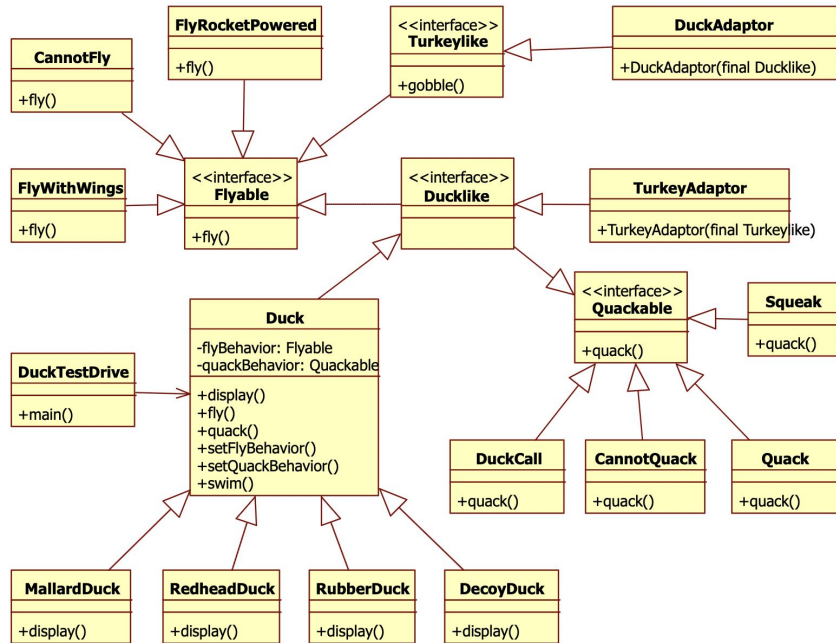 FlyRocketPowered
+fly()
<<interface>>
Turkeylike
+gobble()
DuckAdaptor
+DuckAdaptor(final Ducklike)
CannotFly
+fly()
FlyWithWings
+fly()
<<interface>>
Flyable
+fly()
<<interface>>
Ducklike
TurkeyAdaptor
+TurkeyAdaptor(final Turkeylike)
<<interface>>
Quackable
+quack()
Squeak
+quack()
Duck
-flyBehavior: Flyable
-quackBehavior: Quackable
+display()
+fly()
+quack()
+setFlyBehavior()
+setQuackBehavior()
+swim()
DuckTestDrive
+main()
DuckCall
+quack()
CannotQuack
+quack()
Quack
+quack()
MallardDuck
+display()
RedheadDuck
+display()
RubberDuck
+display()
DecoyDuck
+display()